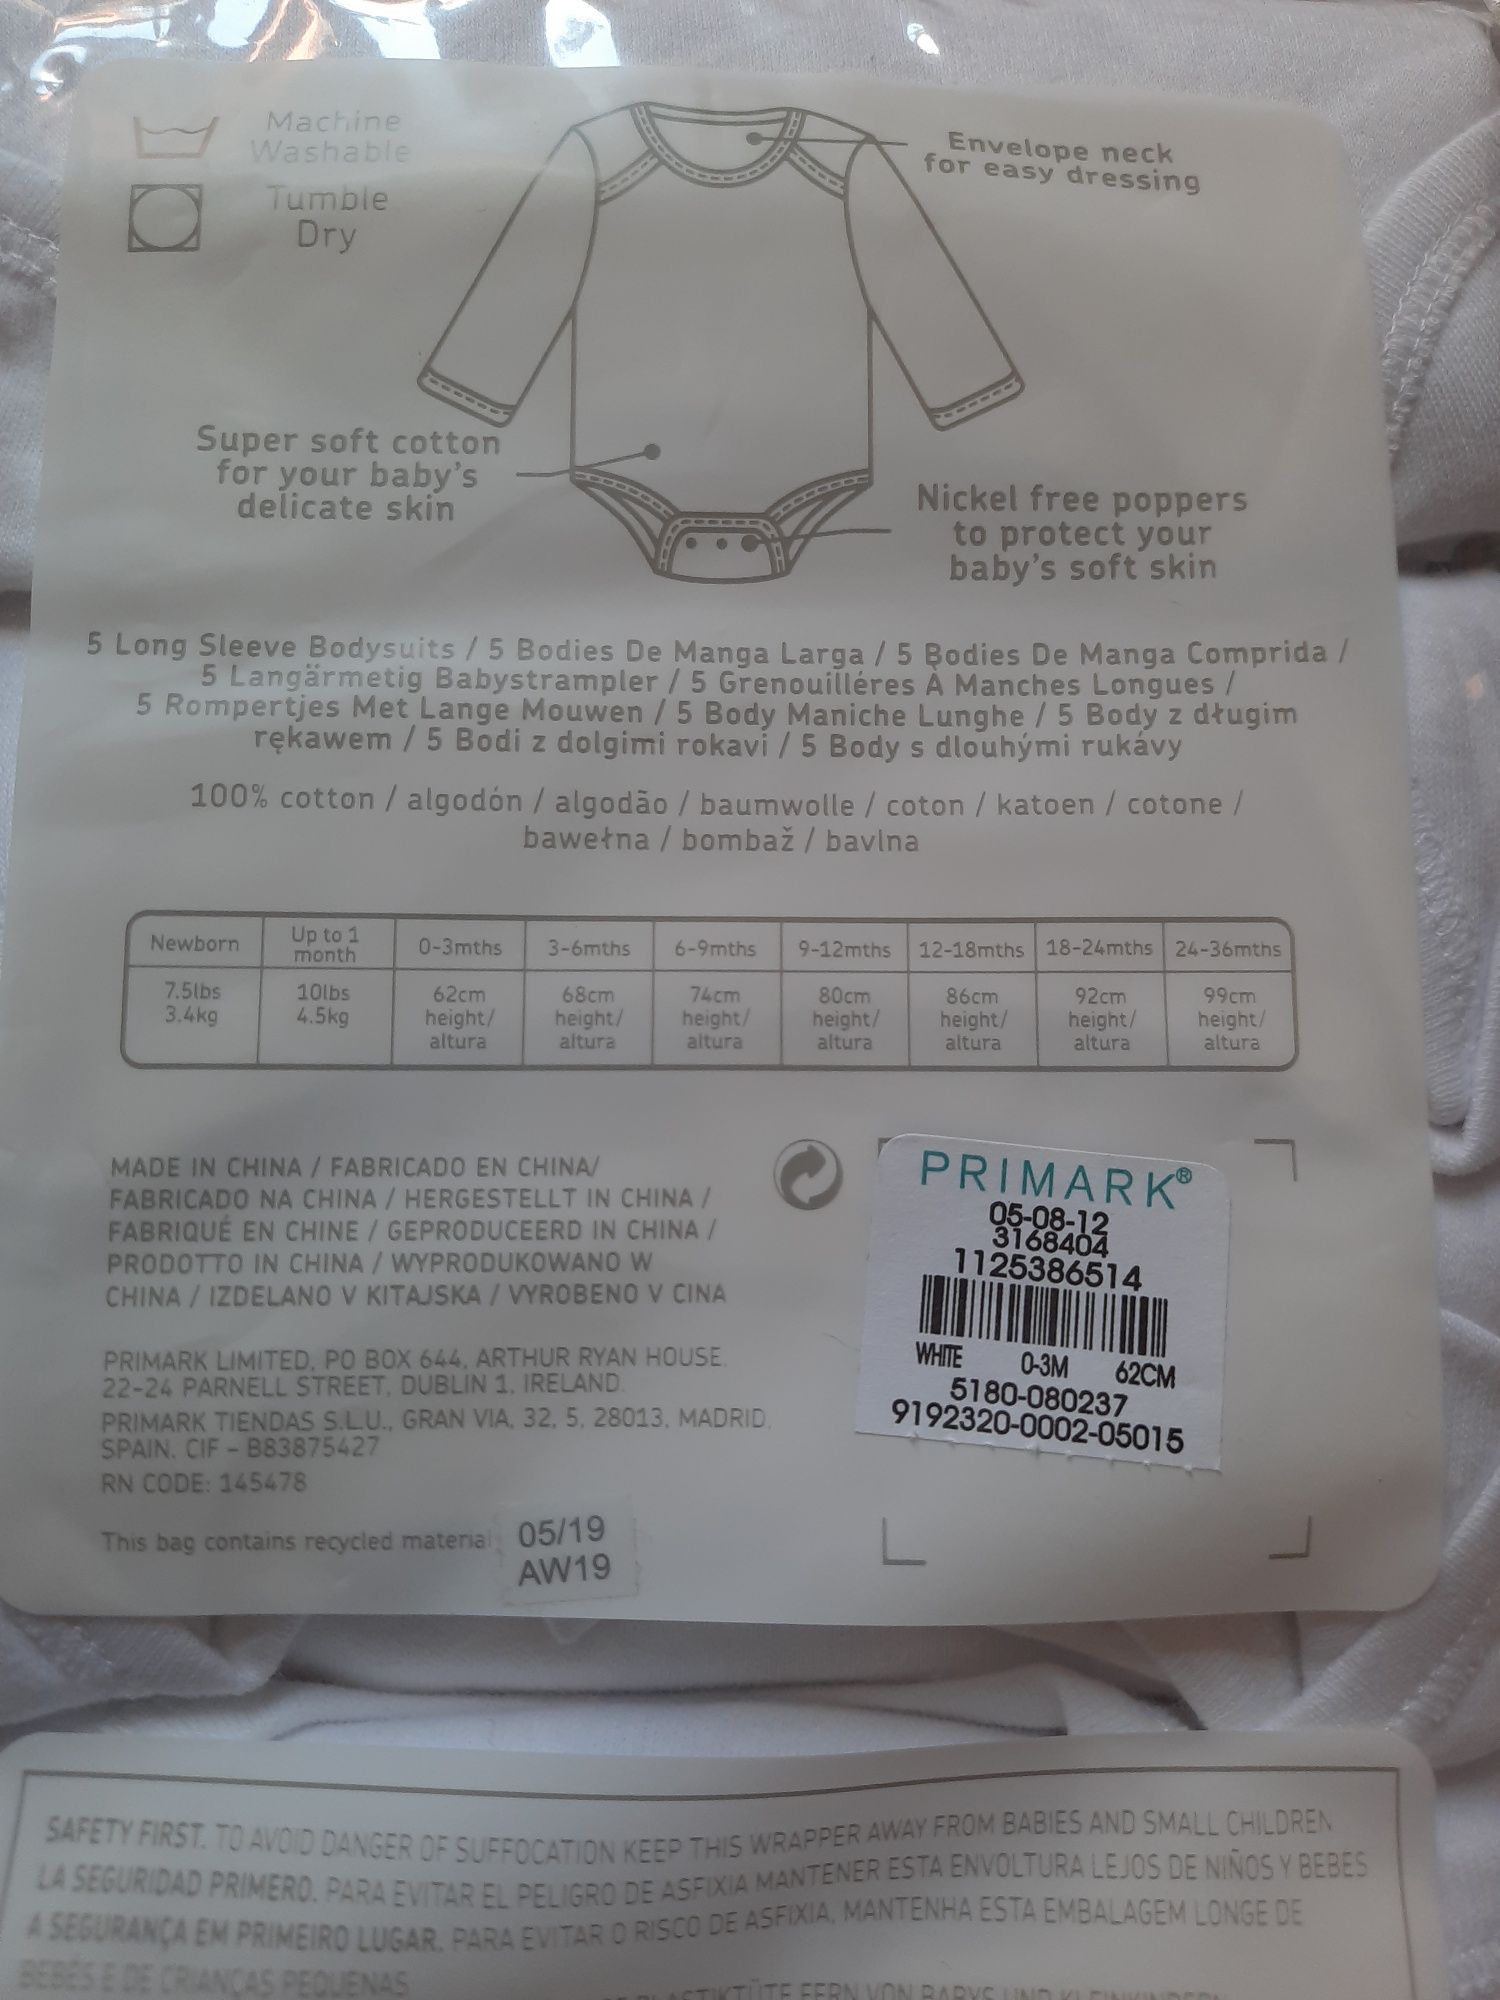 Machine
Washable
Tumble
Dry
Envelope neck
for easy dressing
Super soft cotton
for your baby's
delicate skin
Nickel free poppers
to protect your
baby's soft skin
5 Long Sleeve Bodysuits / 5 Bodies De Manga Larga / 5 Bodies De Manga Comprida /
5 Langärmetig Babystrampler / 5 Grenouilléres À Manches Longues /
5 Rompertjes Met Lange Mouwen / 5 Body Maniche Lunghe / 5 Body z długim
rękawem / 5 Bodi z dolgimi rokavi / 5 Body s dlouhými rukávy
100% cotton / algodón / algodão / baumwolle / coton / katoen / cotone /
bawełna / bombaž / bavlna
Newborn
Up to 1
month
0-3mths
3-6mths
6-9mths
9-12mths
12-18mths
18-24mths
24-36mths
7.5lbs
3.4kg
10lbs
4.5kg
62cm
height/
altura
68cm
height/
altura
74cm
height/
altura
80cm
height/
altura
86cm
height/
altura
92cm
height/
altura
99cm
height/
altura
MADE IN CHINA / FABRICADO EN CHINA/
FABRICADO NA CHINA / HERGESTELLT IN CHINA /
FABRIQUÉ EN CHINE / GEPRODUCEERD IN CHINA /
PRODOTTO IN CHINA / WYPRODUKOWANO W
CHINA / IZDELANO V KITAJSKA / VYROBENO V CINA
PRIMARK LIMITED, PO BOX 644, ARTHUR RYAN HOUSE,
22-24 PARNELL STREET, DUBLIN 1, IRELAND.
PRIMARK TIENDAS S.L.U., GRAN VIA, 32, 5, 28013, MADRID,
SPAIN. CIF - B83875427
RN CODE: 145478
This bag contains recycled material
05/19
AW19
PRIMARK®
05-08-12
3168404
1125386514
WHITE 0-3M 62CM
5180-080237
9192320-0002-05015
SAFETY FIRST. TO AVOID DANGER OF SUFFOCATION KEEP THIS WRAPPER AWAY FROM BABIES AND SMALL CHILDREN
LA SEGURIDAD PRIMERO. PARA EVITAR EL PELIGRO DE ASFIXIA MANTENER ESTA ENVOLTURA LEJOS DE NIÑOS Y BEBES
A SEGURANÇA EM PRIMEIRO LUGAR. PARA EVITAR O RISCO DE ASFIXIA, MANTENHA ESTA EMBALAGEM LONGE DE
BEBÉS E DE CRIANÇAS PEQUENAS
PLASTIKTÜTE FERN VON BABYS UND KLEINKINDERN